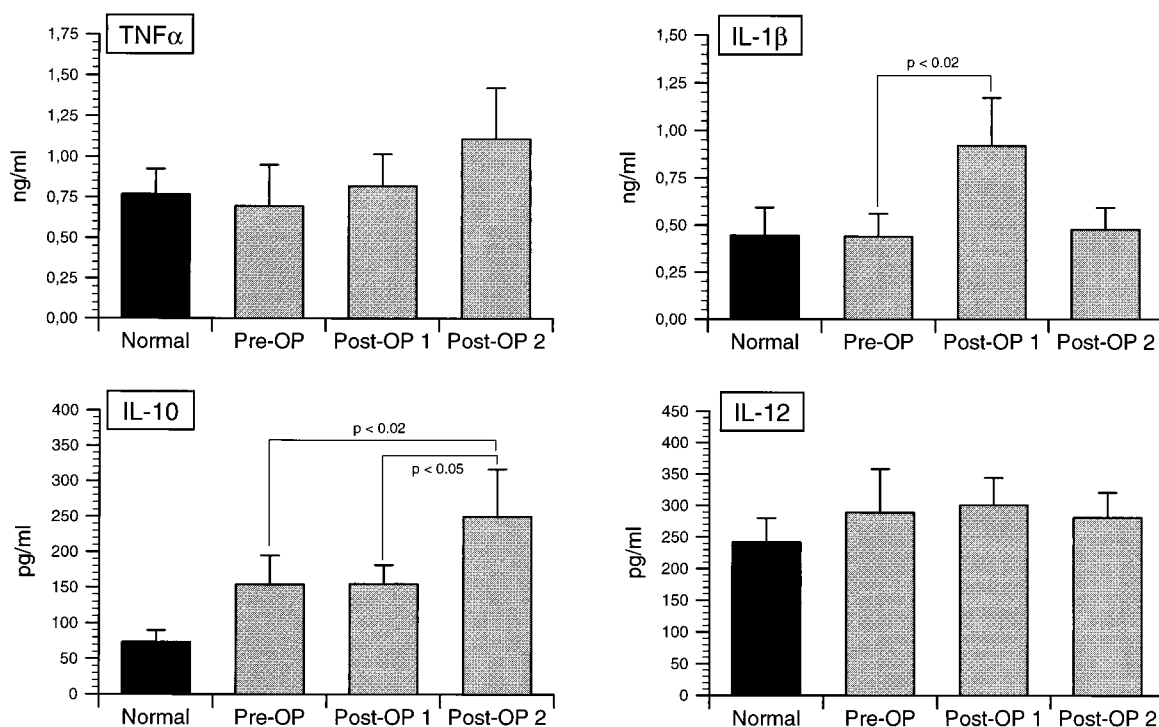 TNFα
1,75
1,50
1,25
1,00
0,75
0,50
0,25
0,00
ng/ml
Normal Pre-OP Post-OP 1 Post-OP 2
IL-1β
1,50
1,25
1,00
0,75
0,50
0,25
0,00
ng/ml
p < 0.02
Normal Pre-OP Post-OP 1 Post-OP 2
IL-10
400
350
300
250
200
150
100
50
0
pg/ml
p < 0.02
p < 0.05
Normal Pre-OP Post-OP 1 Post-OP 2
IL-12
450
400
350
300
250
200
150
100
50
0
pg/ml
Normal Pre-OP Post-OP 1 Post-OP 2